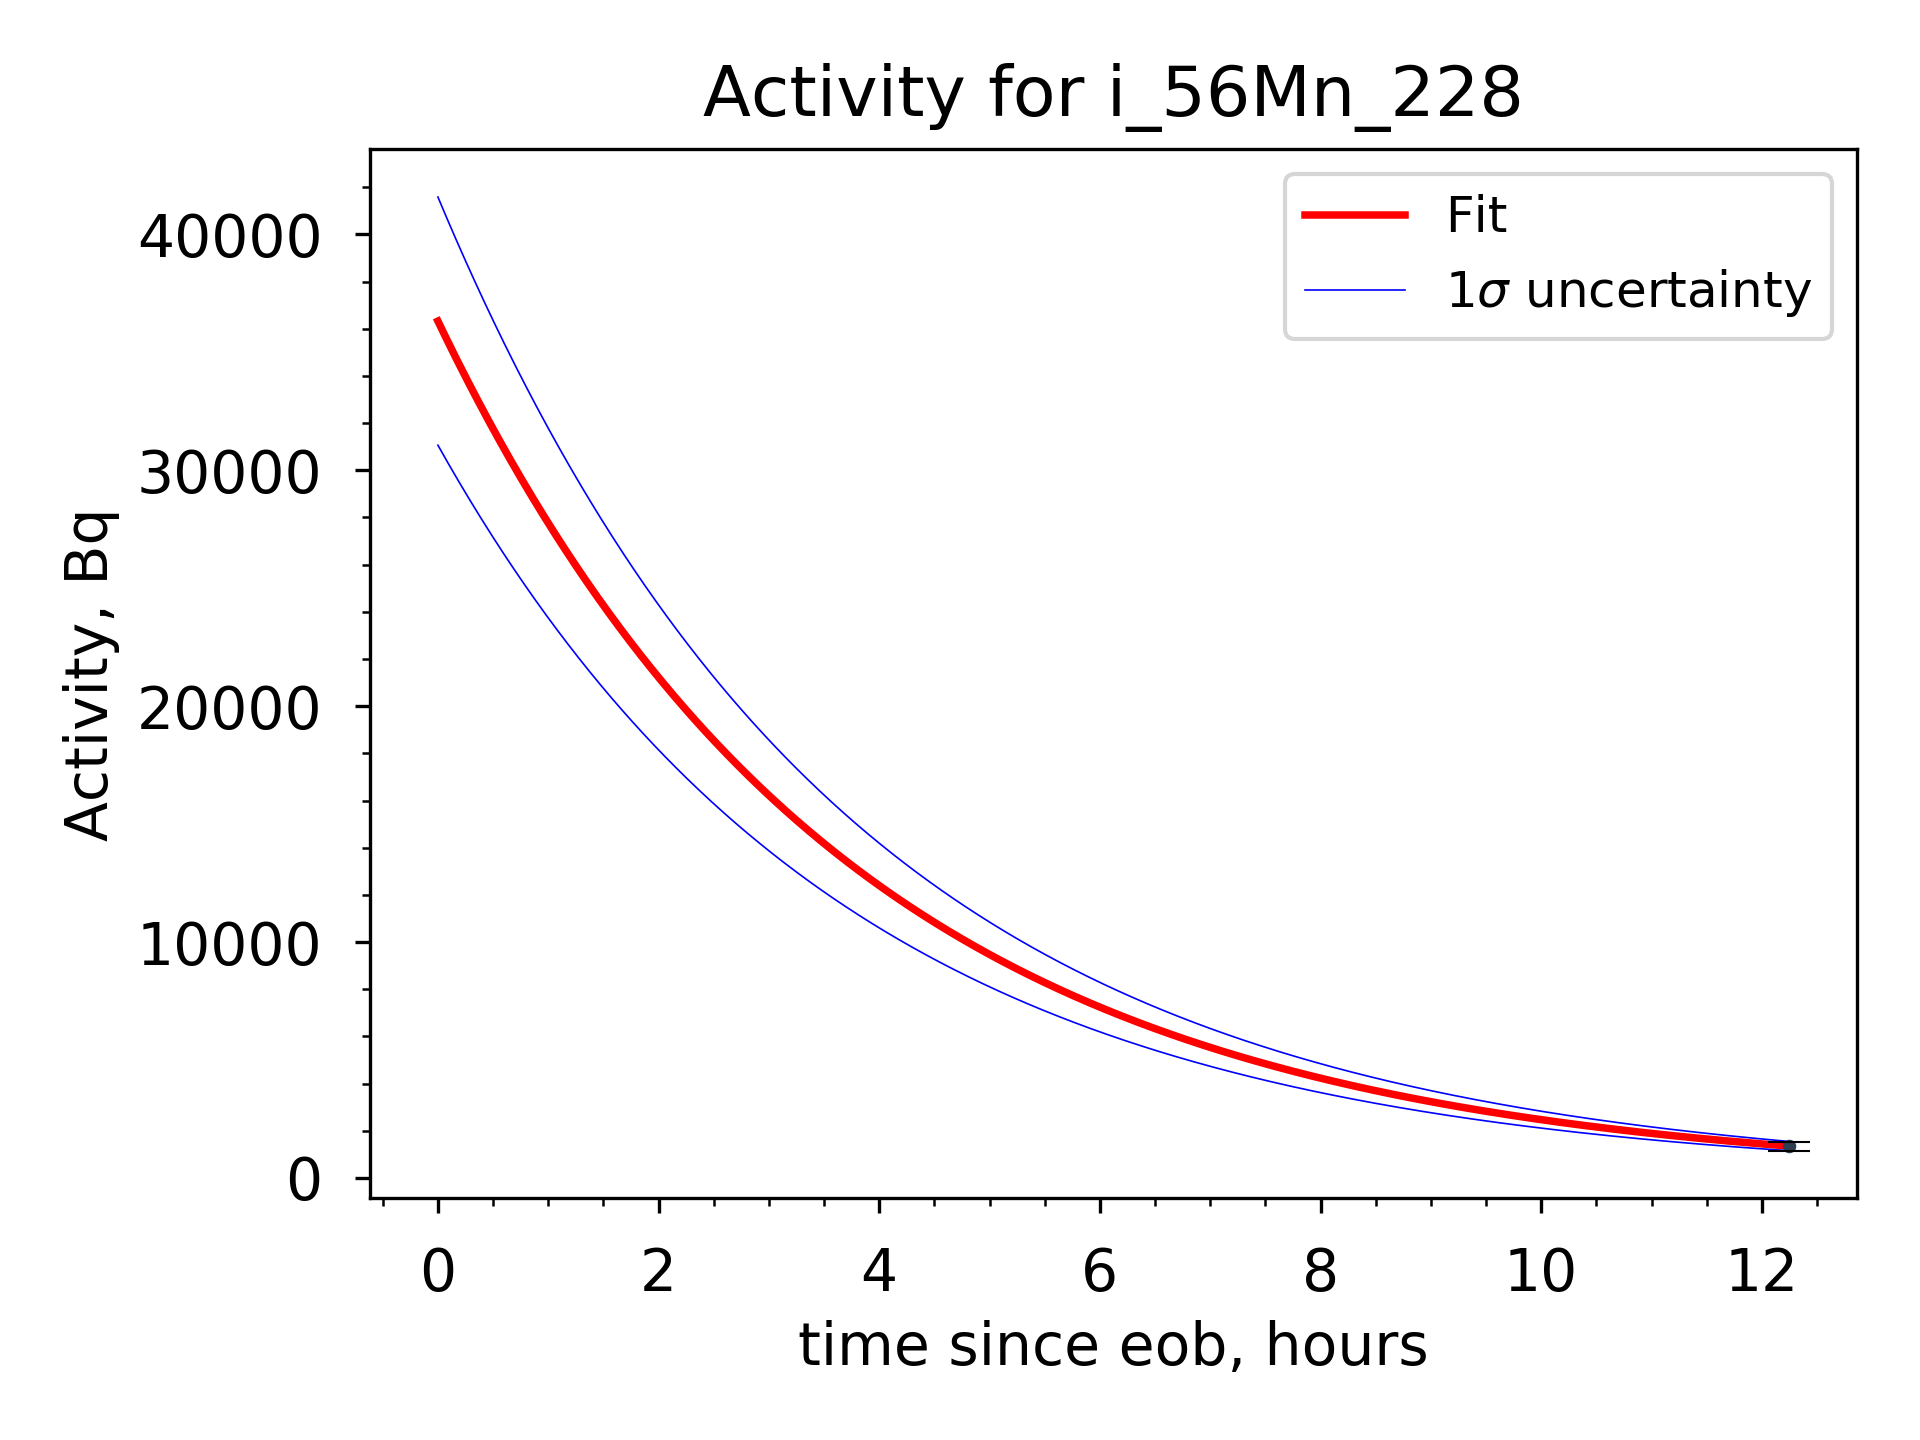 Activity for i_56Mn_228
Fit
1σ uncertainty
40000
30000
20000
10000
0
Activity, Bq
0 2 4 6 8 10 12
time since eob, hours